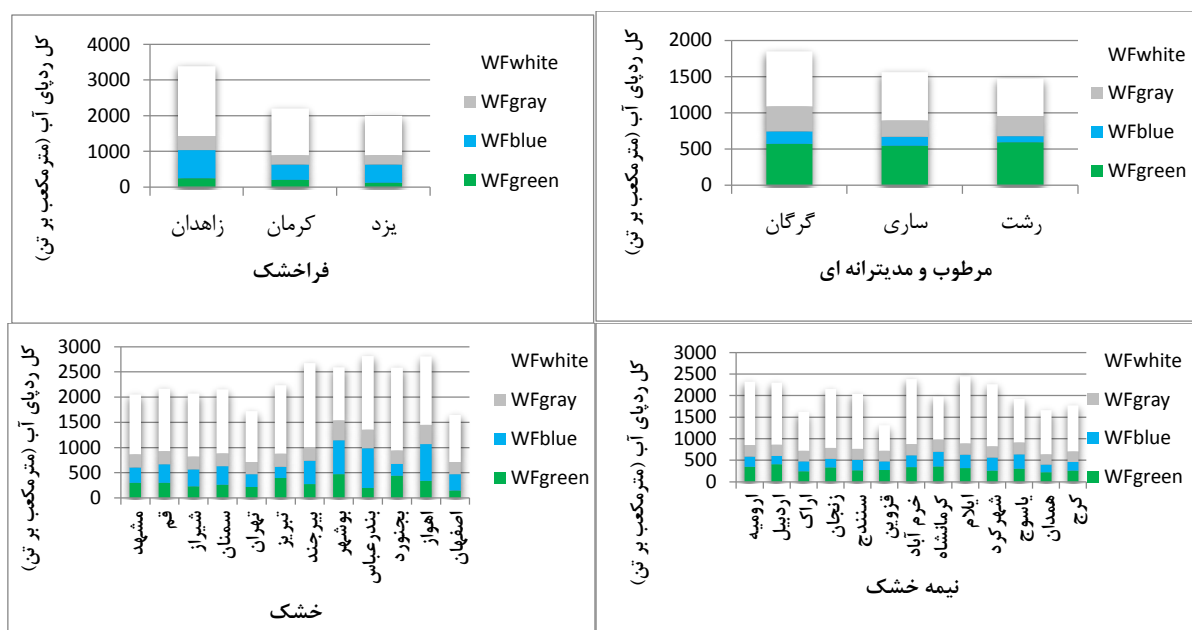 کل ردپای آب (مترمکعب بر تن)
4000
3000
2000
1000
0
زاهدان
کرمان
یزد
فراخشک
WFwhite
WFgray
WFblue
WFgreen
کل ردپای آب (مترمکعب بر تن)
2000
1500
1000
500
0
گرگان
ساری
رشت
مرطوب و مدیترانه ای
WFwhite
WFgray
WFblue
WFgreen
کل ردپای آب (مترمکعب بر تن)
3000
2500
2000
1500
1000
500
0
مشهد
قم
شیراز
سمنان
تهران
تبریز
بیرجند
بوشهر
بندرعباس
بجنورد
اهواز
اصفهان
خشک
WFwhite
WFgray
WFblue
WFgreen
کل ردپای آب (مترمکعب بر تن)
3000
2500
2000
1500
1000
500
0
ارومیه
اردبیل
اراک
زنجان
سنندج
قزوین
خرم آباد
کرمانشاه
ایلام
شهرکرد
یاسوج
همدان
کرج
نیمه خشک
WFwhite
WFgray
WFblue
WFgreen